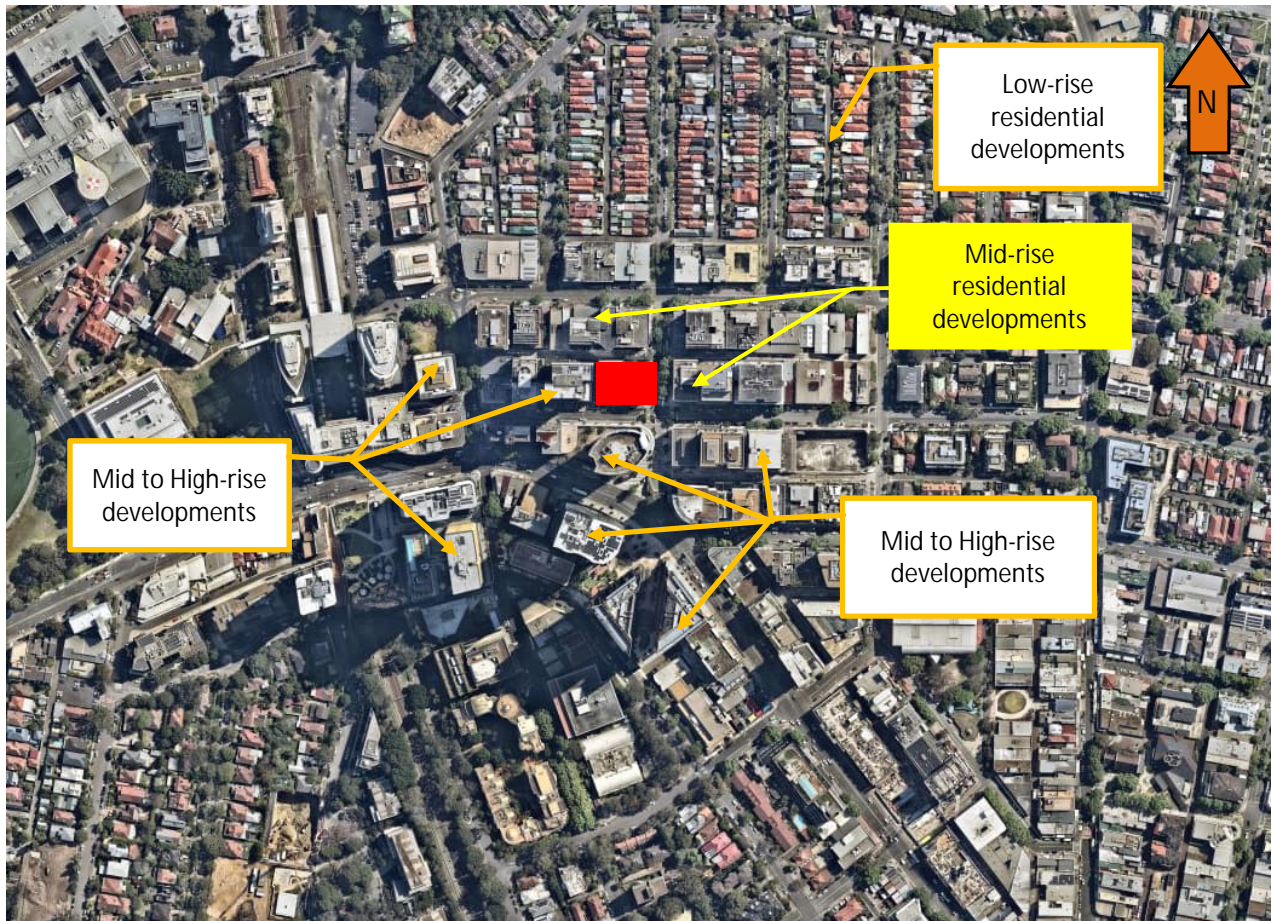 Low-rise
residential
developments
N
Mid-rise
residential
developments
Mid to High-rise
developments
Mid to High-rise
developments